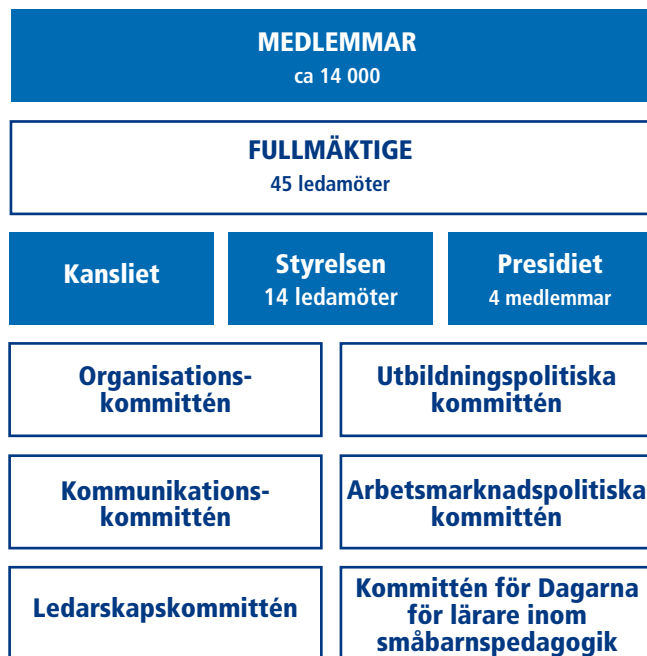 MEDLEMMAR
ca 14 000
FULLMÄKTIGE
45 ledamöter
Kansliet
Styrelsen
14 ledamöter
Presidiet
4 medlemmar
Organisations-
kommittén
Utbildningspolitiska
kommittén
Kommunikations-
kommittén
Arbetsmarknadspolitiska
kommittén
Ledarskapskommittén
Kommittén för Dagarna
för lärare inom
småbarnspedagogik